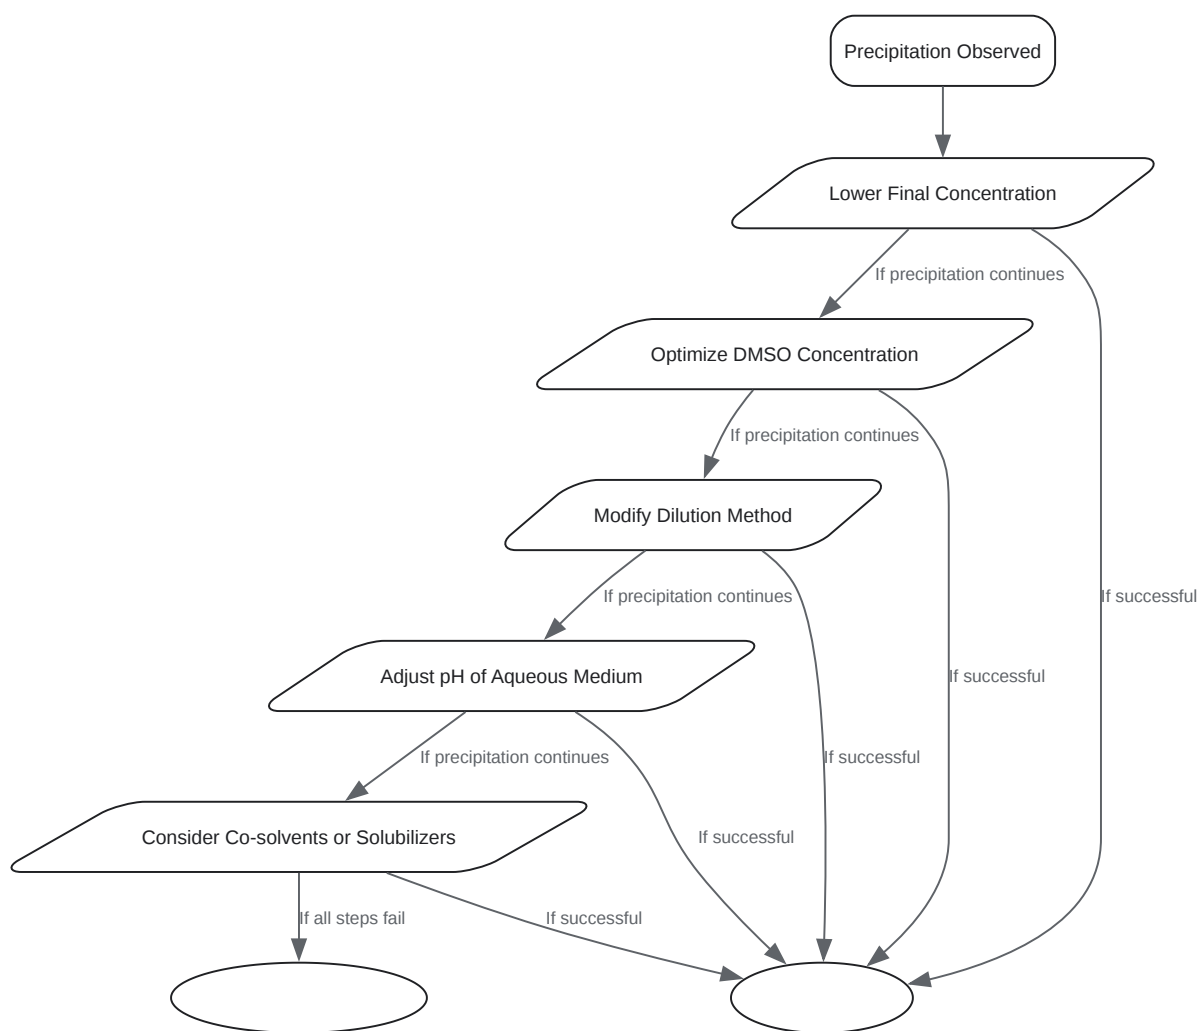 Precipitation Observed
Lower Final Concentration
If precipitation continues
Optimize DMSO Concentration
If precipitation continues
Modify Dilution Method
If precipitation continues
If successful
Adjust pH of Aqueous Medium
If successful
If precipitation continues
If successful
Consider Co-solvents or Solubilizers
If successful
If all steps fail
If successful